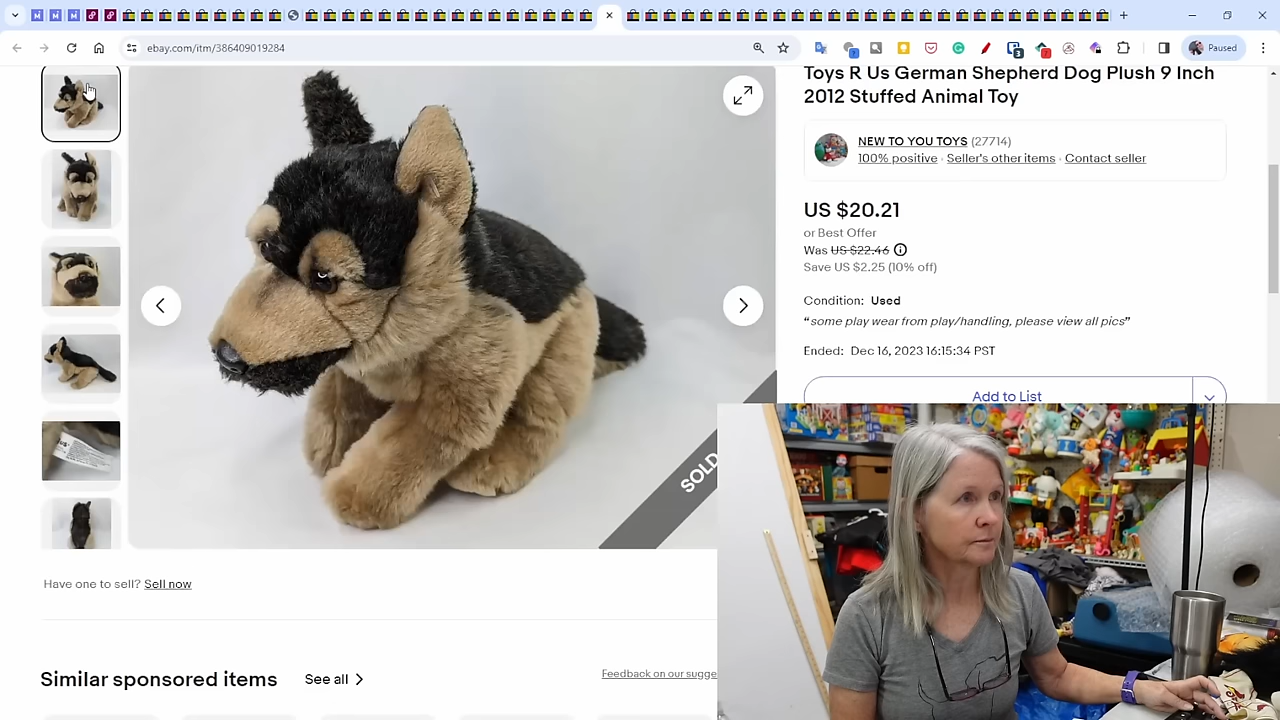 ebay.com/itm/386409019284
Paused
Toys R Us German Shepherd Dog Plush 9 Inch
2012 Stuffed Animal Toy
NEW TO YOU TOYS (27714)
100% positive · Seller's other items · Contact seller
US $20.21
or Best Offer
Was US $22.46
Save US $2.25 (10% off)
Condition: Used
“some play wear from play/handling, please view all pics”
Ended: Dec 16, 2023 16:15:34 PST
Add to List
SOLD
Have one to sell? Sell now
Similar sponsored items See all
Feedback on our sugge